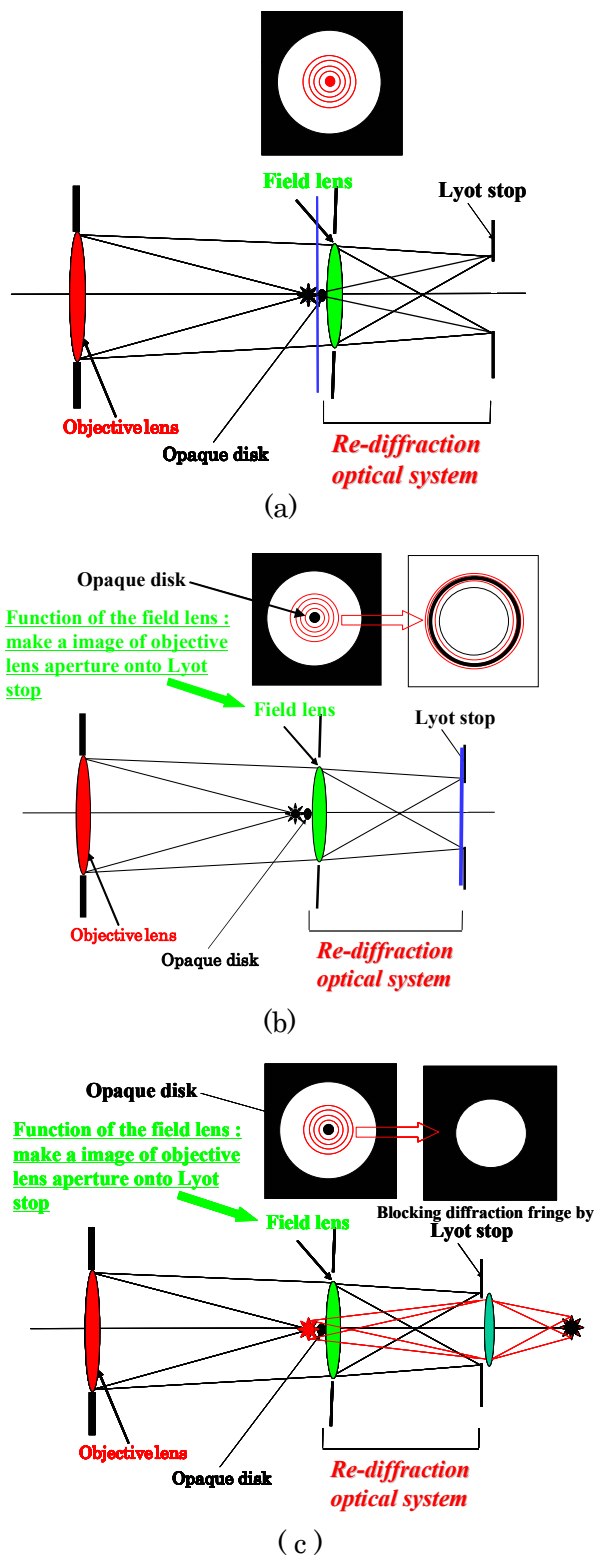 Field lens
Lyot stop
Objective lens
Opaque disk
Re-diffraction
optical system
(a)
Opaque disk
Function of the field lens :
make a image of objective
lens aperture onto Lyot
stop
Field lens
Lyot stop
Objective lens
Opaque disk
Re-diffraction
optical system
(b)
Opaque disk
Function of the field lens :
make a image of objective
lens aperture onto Lyot
stop
Blocking diffraction fringe by
Lyot stop
Field lens
Objective lens
Opaque disk
Re-diffraction
optical system
( c )